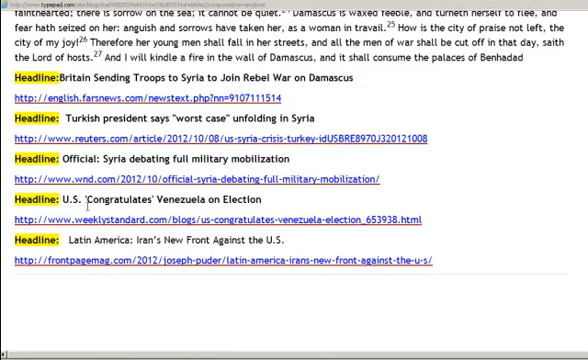 fainthearted; there is sorrow on the sea; it cannot be quiet.²⁴ Damascus is waxed feeble, and turneth herself to flee, and
fear hath seized on her: anguish and sorrows have taken her, as a woman in travail.²⁵ How is the city of praise not left, the
city of my joy!²⁶ Therefore her young men shall fall in her streets, and all the men of war shall be cut off in that day, saith
the Lord of hosts.²⁷ And I will kindle a fire in the wall of Damascus, and it shall consume the palaces of Benhadad
Headline:Britain Sending Troops to Syria to Join Rebel War on Damascus
http://english.farsnews.com/newstext.php?nn=9107111514
Headline: Turkish president says "worst case" unfolding in Syria
http://www.reuters.com/article/2012/10/08/us-syria-crisis-turkey-idUSBRE8970J320121008
Headline: Official: Syria debating full military mobilization
http://www.wnd.com/2012/10/official-syria-debating-full-military-mobilization/
Headline: U.S. 'Congratulates' Venezuela on Election
http://www.weeklystandard.com/blogs/us-congratulates-venezuela-election_653938.html
Headline: Latin America: Iran's New Front Against the U.S.
http://frontpagemag.com/2012/joseph-puder/latin-america-irans-new-front-against-the-u-s/